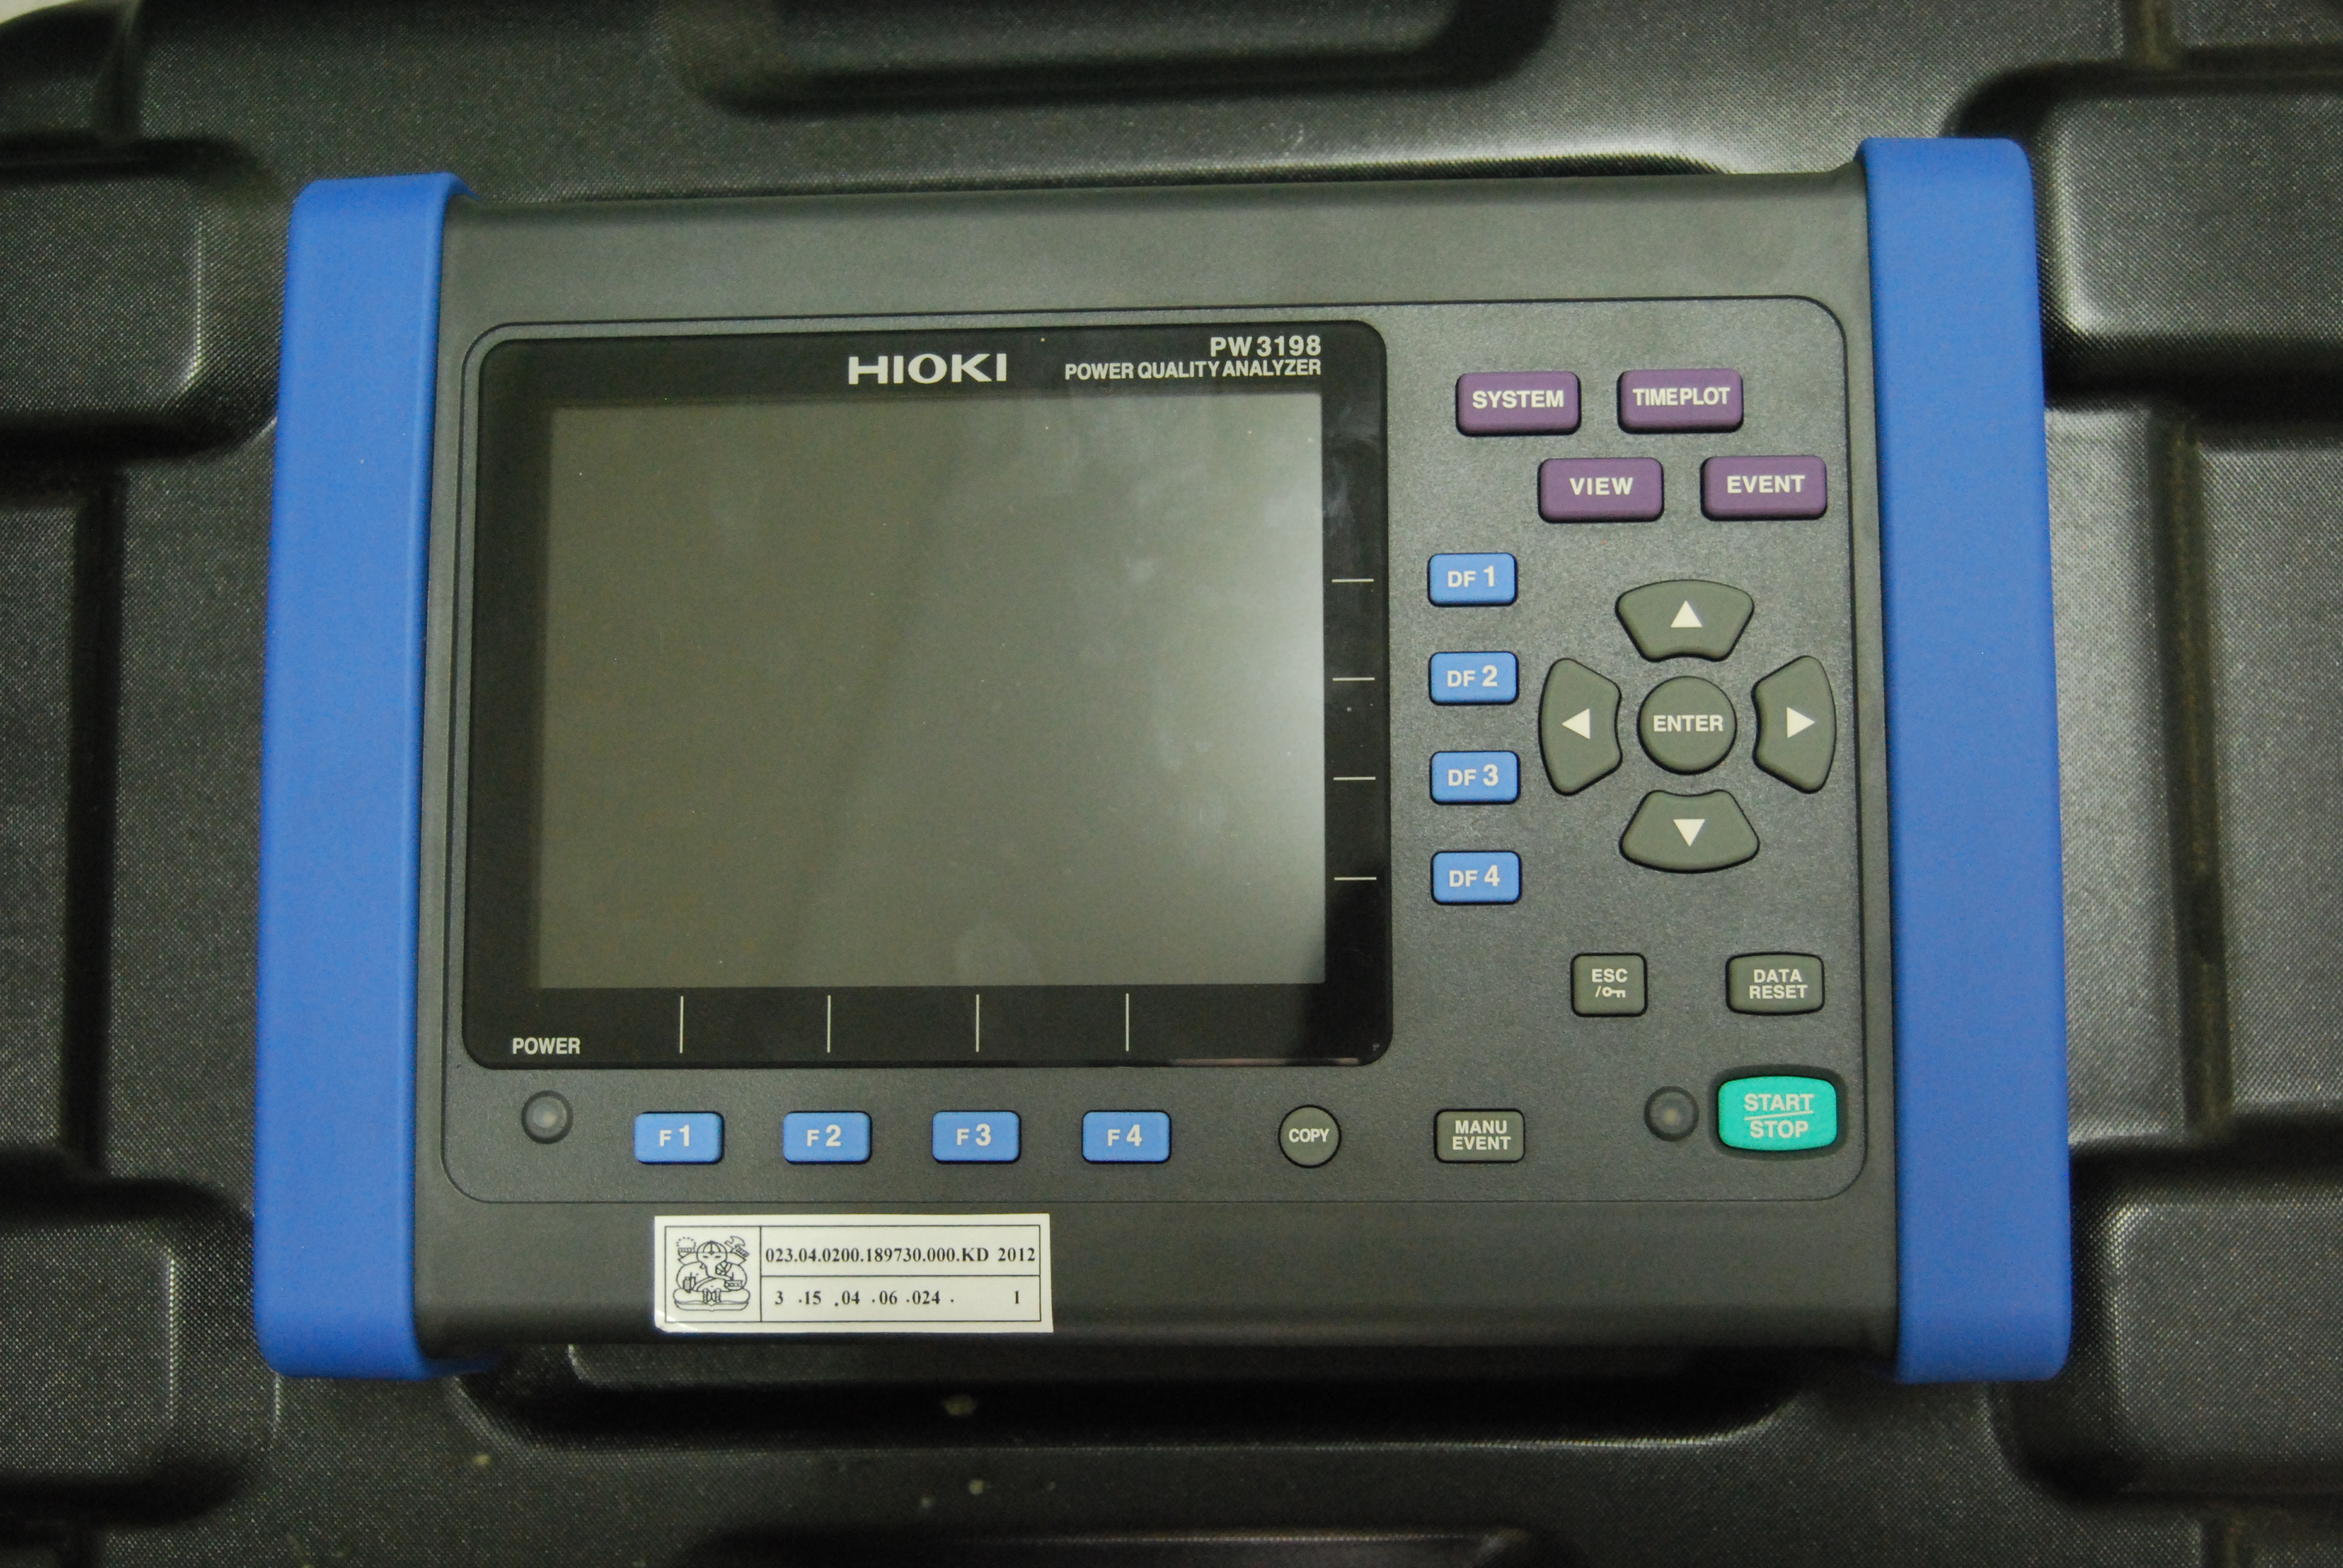 HIOKI
PW 3198
POWER QUALITY ANALYZER
SYSTEM
TIMEPLOT
VIEW
EVENT
DF 1
DF 2
ENTER
DF 3
DF 4
ESC
/
DATA
RESET
POWER
F 1
F 2
F 3
F 4
COPY
MANU
EVENT
START
STOP
023.04.0200.189730.000.KD 2012
3 .15 .04 .06 .024 . 1